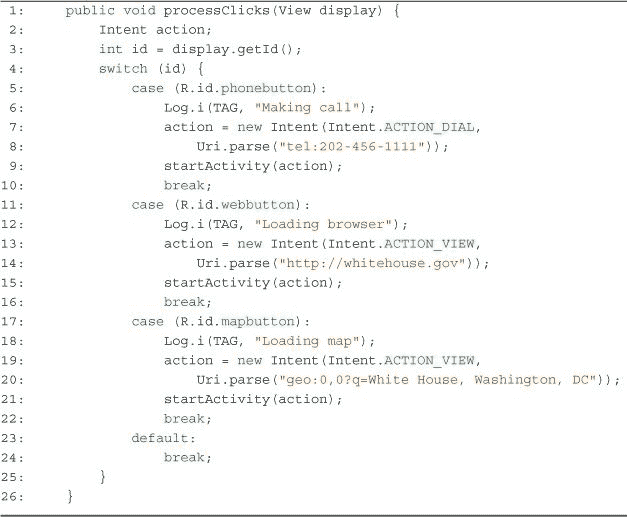 1: public void processClicks(View display) {
2: Intent action;
3: int id = display.getId();
4: switch (id) {
5: case (R.id.phonebutton):
6: Log.i(TAG, "Making call");
7: action = new Intent(Intent.ACTION_DIAL,
8: Uri.parse("tel:202-456-1111"));
9: startActivity(action);
10: break;
11: case (R.id.webbutton):
12: Log.i(TAG, "Loading browser");
13: action = new Intent(Intent.ACTION_VIEW,
14: Uri.parse("http://whitehouse.gov"));
15: startActivity(action);
16: break;
17: case (R.id.mapbutton):
18: Log.i(TAG, "Loading map");
19: action = new Intent(Intent.ACTION_VIEW,
20: Uri.parse("geo:0,0?q=White House, Washington, DC"));
21: startActivity(action);
22: break;
23: default:
24: break;
25: }
26: }